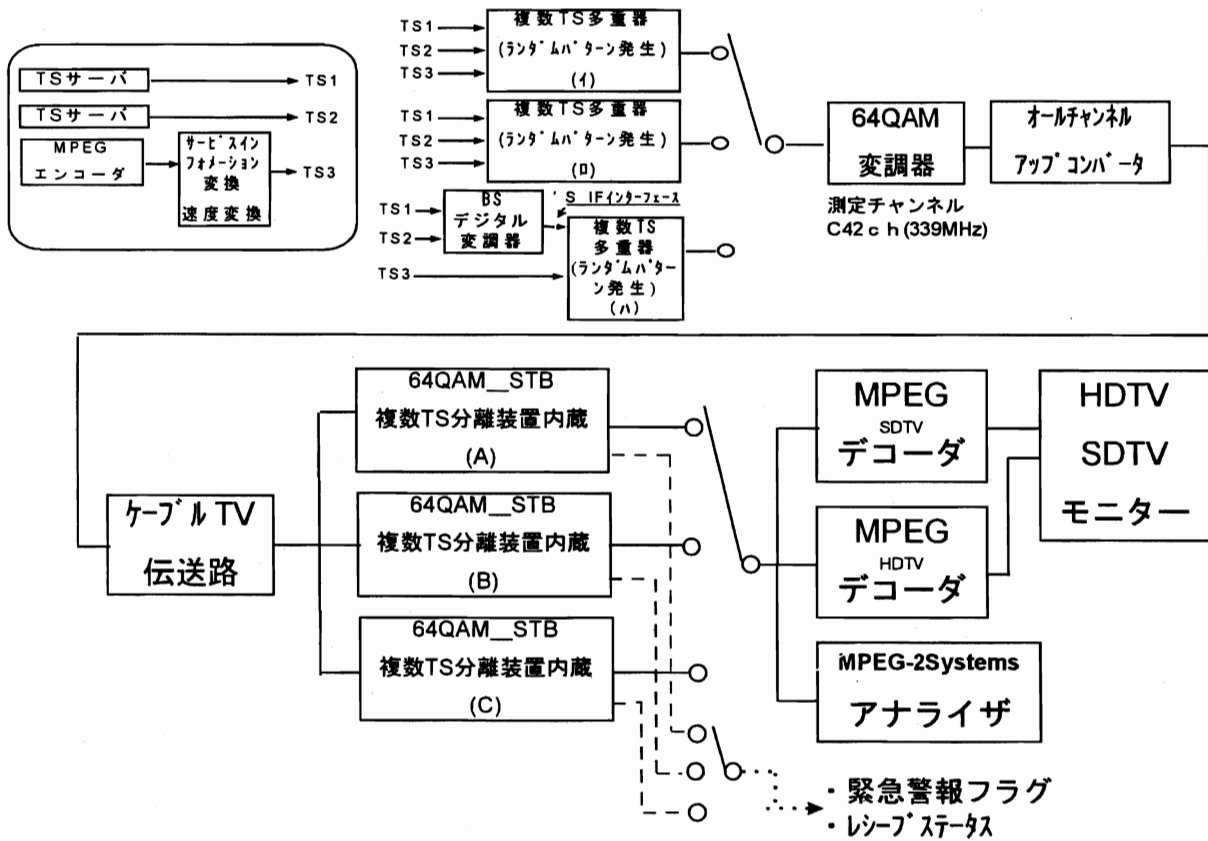 TSサーバ
TS1
TSサーバ
TS2
MPEG
エンコーダ
サービスイン
フォメーション
変換
速度変換
TS3
TS1
TS2
TS3
複数TS多重器
(ランダムパターン発生)
(イ)
TS1
TS2
TS3
複数TS多重器
(ランダムパターン発生)
(ロ)
TS1
TS2
BS
デジタル
変調器
S IFインターフェース
TS3
複数TS
多重器
(ランダムパター
ン発生)
(ハ)
64QAM
変調器
測定チャンネル
C42ch(339MHz)
オールチャンネル
アップコンバータ
ケーブルTV
伝送路
64QAM__STB
複数TS分離装置内蔵
(A)
64QAM__STB
複数TS分離装置内蔵
(B)
64QAM__STB
複数TS分離装置内蔵
(C)
MPEG
SDTV
デコーダ
MPEG
HDTV
デコーダ
MPEG-2Systems
アナライザ
HDTV
SDTV
モニター
・緊急警報フラグ
・レシーブステータス